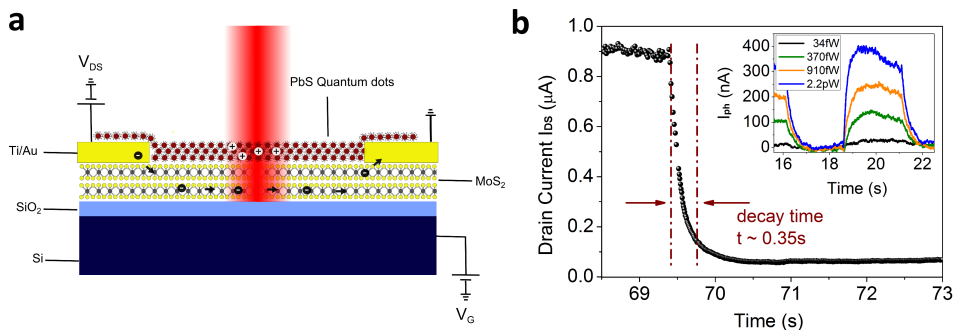 a
V_DS
PbS Quantum dots
Ti/Au
MoS₂
SiO₂
Si
V_G
+ + + +
- - - -
b
Drain Current I_DS (μA)
1.0
0.8
0.6
0.4
0.2
0.0
69 70 71 72 73
Time (s)
decay time
t ~ 0.35s
I_ph (nA)
400
300
200
100
0
16 18 20 22
Time (s)
34fW
370fW
910fW
2.2pW